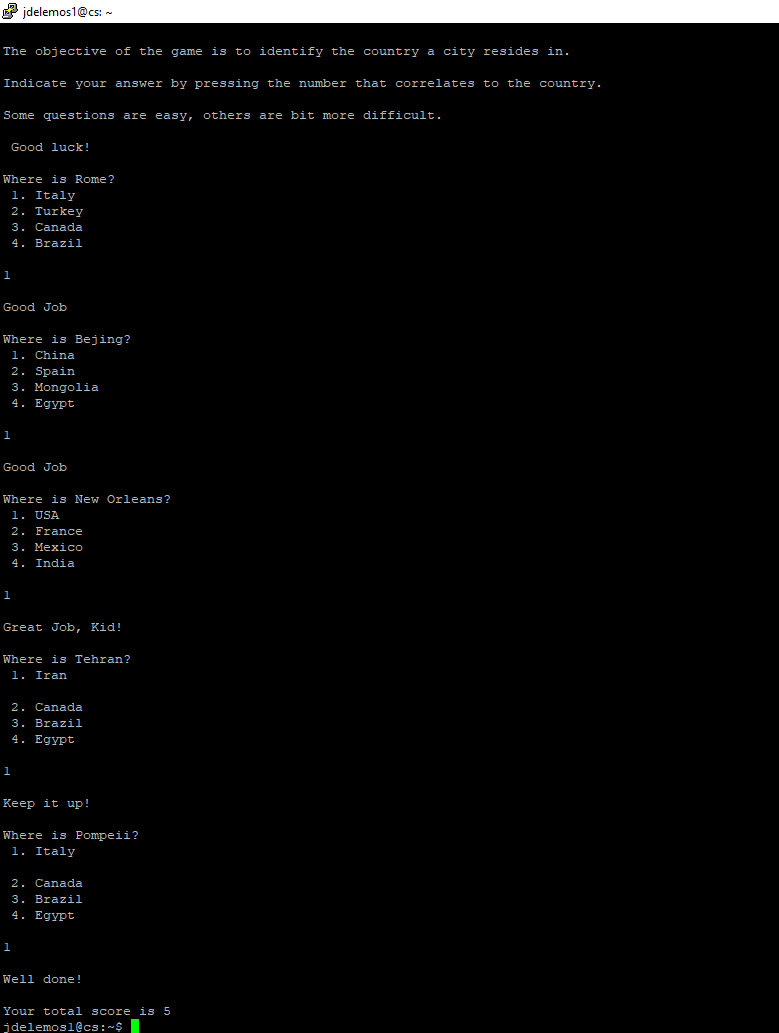 jdelemos1@cs: ~
The objective of the game is to identify the country a city resides in.
Indicate your answer by pressing the number that correlates to the country.
Some questions are easy, others are bit more difficult.
Good luck!
Where is Rome?
1. Italy
2. Turkey
3. Canada
4. Brazil
1
Good Job
Where is Bejing?
1. China
2. Spain
3. Mongolia
4. Egypt
1
Good Job
Where is New Orleans?
1. USA
2. France
3. Mexico
4. India
1
Great Job, Kid!
Where is Tehran?
1. Iran
2. Canada
3. Brazil
4. Egypt
1
Keep it up!
Where is Pompeii?
1. Italy
2. Canada
3. Brazil
4. Egypt
1
Well done!
Your total score is 5
jdelemos1@cs:~$